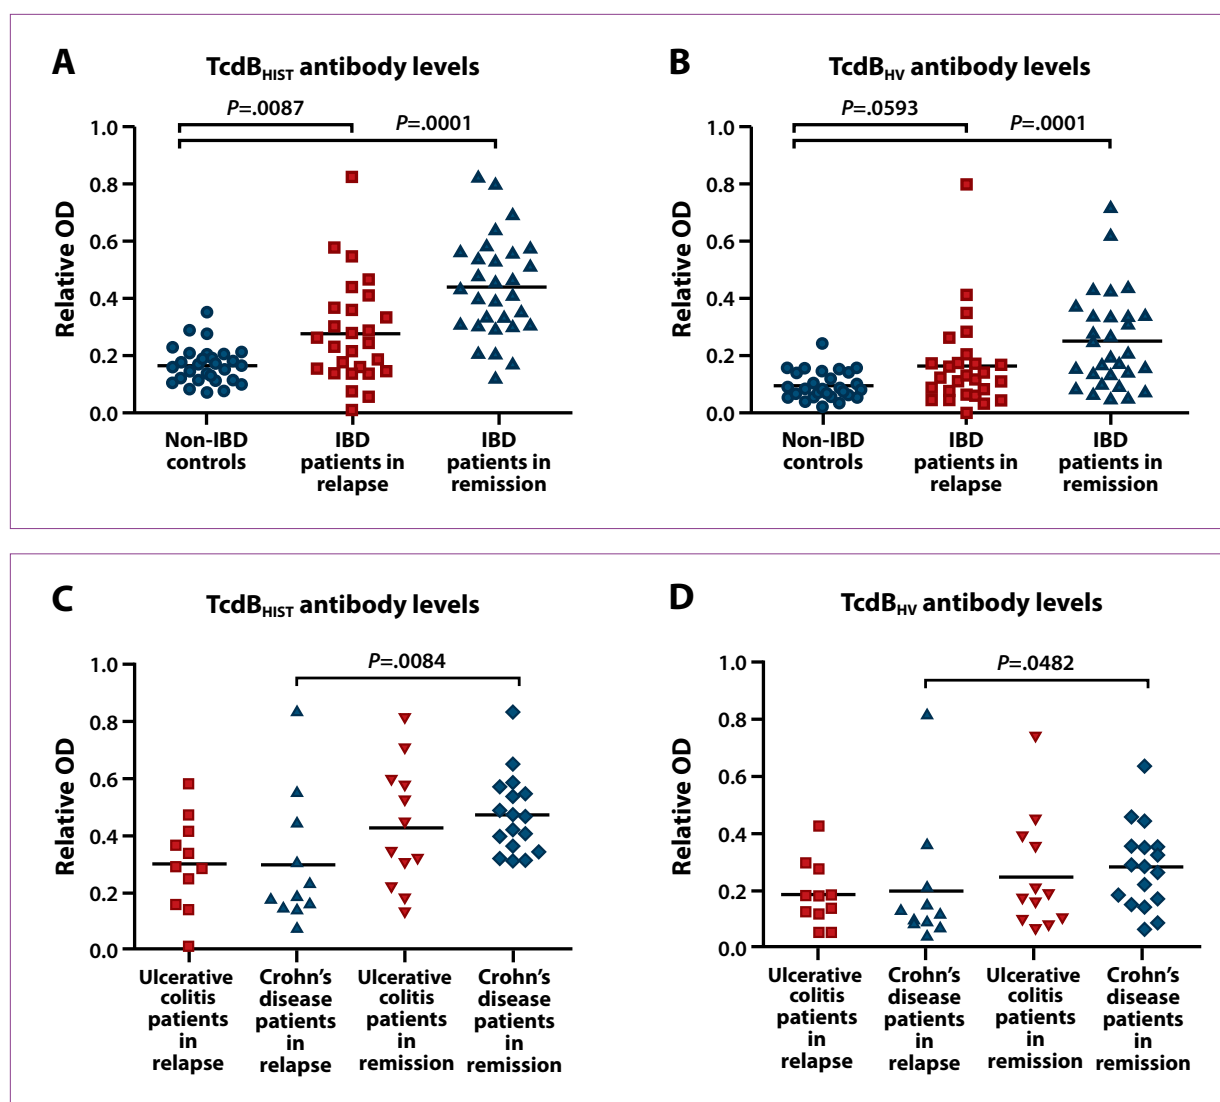 A
TcdB_HIST antibody levels
P=.0087
P=.0001
Relative OD
1.0
0.8
0.6
0.4
0.2
0.0
Non-IBD
controls
IBD
patients in
relapse
IBD
patients in
remission
B
TcdB_HV antibody levels
P=.0593
P=.0001
Relative OD
1.0
0.8
0.6
0.4
0.2
0.0
Non-IBD
controls
IBD
patients in
relapse
IBD
patients in
remission
C
TcdB_HIST antibody levels
P=.0084
Relative OD
1.0
0.8
0.6
0.4
0.2
0.0
Ulcerative
colitis
patients
in
relapse
Crohn’s
disease
patients
in
relapse
Ulcerative
colitis
patients
in
remission
Crohn’s
disease
patients
in
remission
D
TcdB_HV antibody levels
P=.0482
Relative OD
1.0
0.8
0.6
0.4
0.2
0.0
Ulcerative
colitis
patients
in
relapse
Crohn’s
disease
patients
in
relapse
Ulcerative
colitis
patients
in
remission
Crohn’s
disease
patients
in
remission